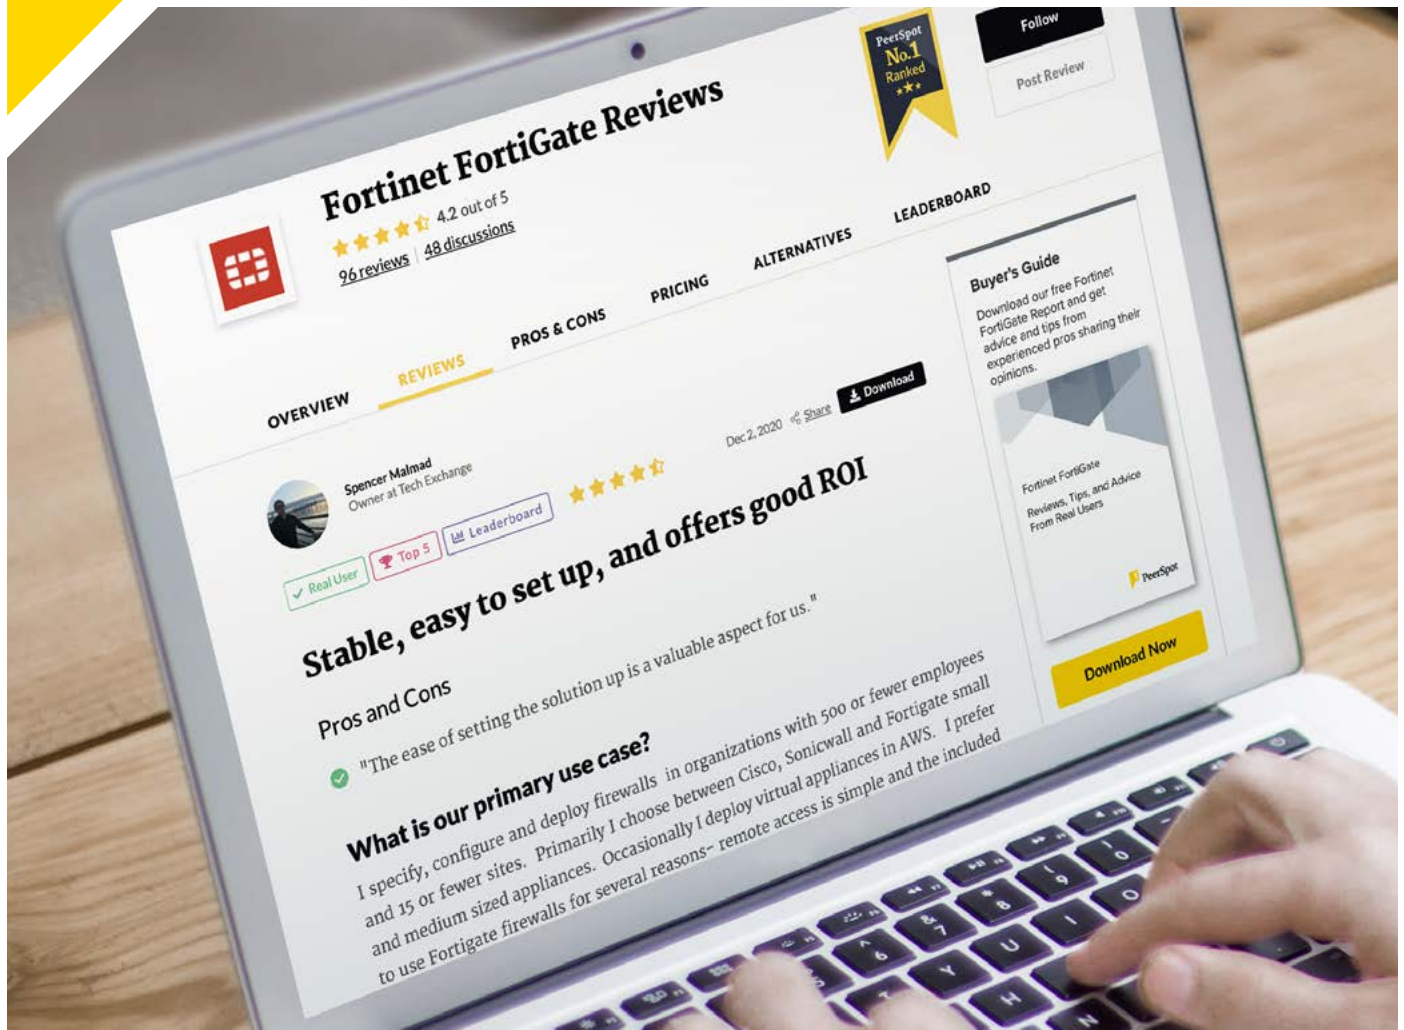 PeerSpot
No.1
Ranked
Follow
Post Review
Fortinet FortiGate Reviews
4.2 out of 5
96 reviews
48 discussions
OVERVIEW
REVIEWS
PROS & CONS
PRICING
ALTERNATIVES
LEADERBOARD
Spencer Malmad
Owner at Tech Exchange
Dec 2, 2020
Share
Download
Real User
Top 5
Leaderboard
Stable, easy to set up, and offers good ROI
Pros and Cons
"The ease of setting the solution up is a valuable aspect for us."
What is our primary use case?
I specify, configure and deploy firewalls in organizations with 500 or fewer employees
and 15 or fewer sites. Primarily I choose between Cisco, Sonicwall and Fortigate small
and medium sized appliances. Occasionally I deploy virtual appliances in AWS. I prefer
to use Fortigate firewalls for several reasons- remote access is simple and the included
Buyer's Guide
Download our free Fortinet
FortiGate Report and get
advice and tips from
experienced pros sharing their
opinions.
Fortinet FortiGate
Reviews, Tips, and Advice
From Real Users
PeerSpot
Download Now
&
7
*
8
9
^
6
Y
U
I
O
H
N